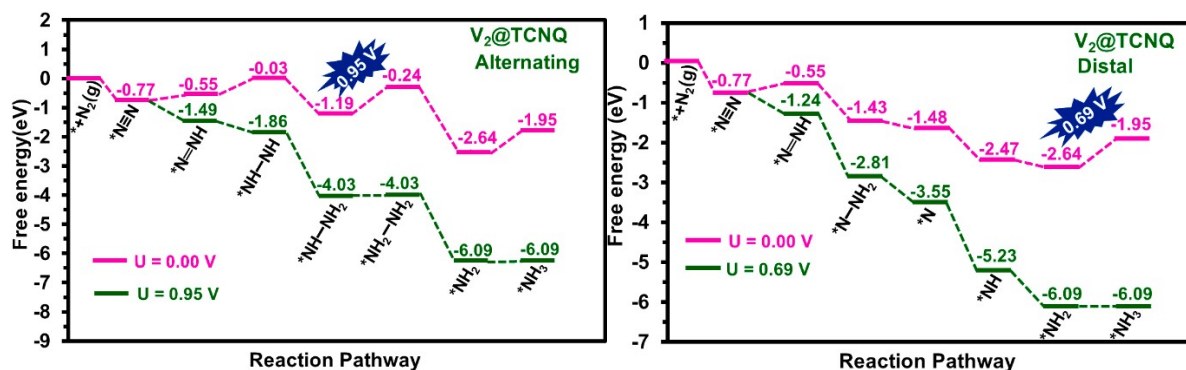 V₂@TCNQ
Alternating
Free energy(eV)
2
1
0
-1
-2
-3
-4
-5
-6
-7
-8
-9
0.95 V
-0.77
-0.55
-0.03
-1.19
-0.24
-2.64
-1.95
-1.49
-1.86
-4.03
-4.03
-6.09
-6.09
*+N₂(g)
*N≡N
*N=NH
*NH–NH
*NH–NH₂
*NH₂–NH₂
*NH₂
*NH₃
U = 0.00 V
U = 0.95 V
Reaction Pathway
V₂@TCNQ
Distal
Free energy (eV)
1
0
-1
-2
-3
-4
-5
-6
-7
0.69 V
-0.77
-0.55
-1.43
-1.48
-2.47
-2.64
-1.95
-1.24
-2.81
-3.55
-5.23
-6.09
-6.09
*+N₂(g)
*N≡N
*N=NH
*N–NH₂
*N
*NH
*NH₂
*NH₃
U = 0.00 V
U = 0.69 V
Reaction Pathway